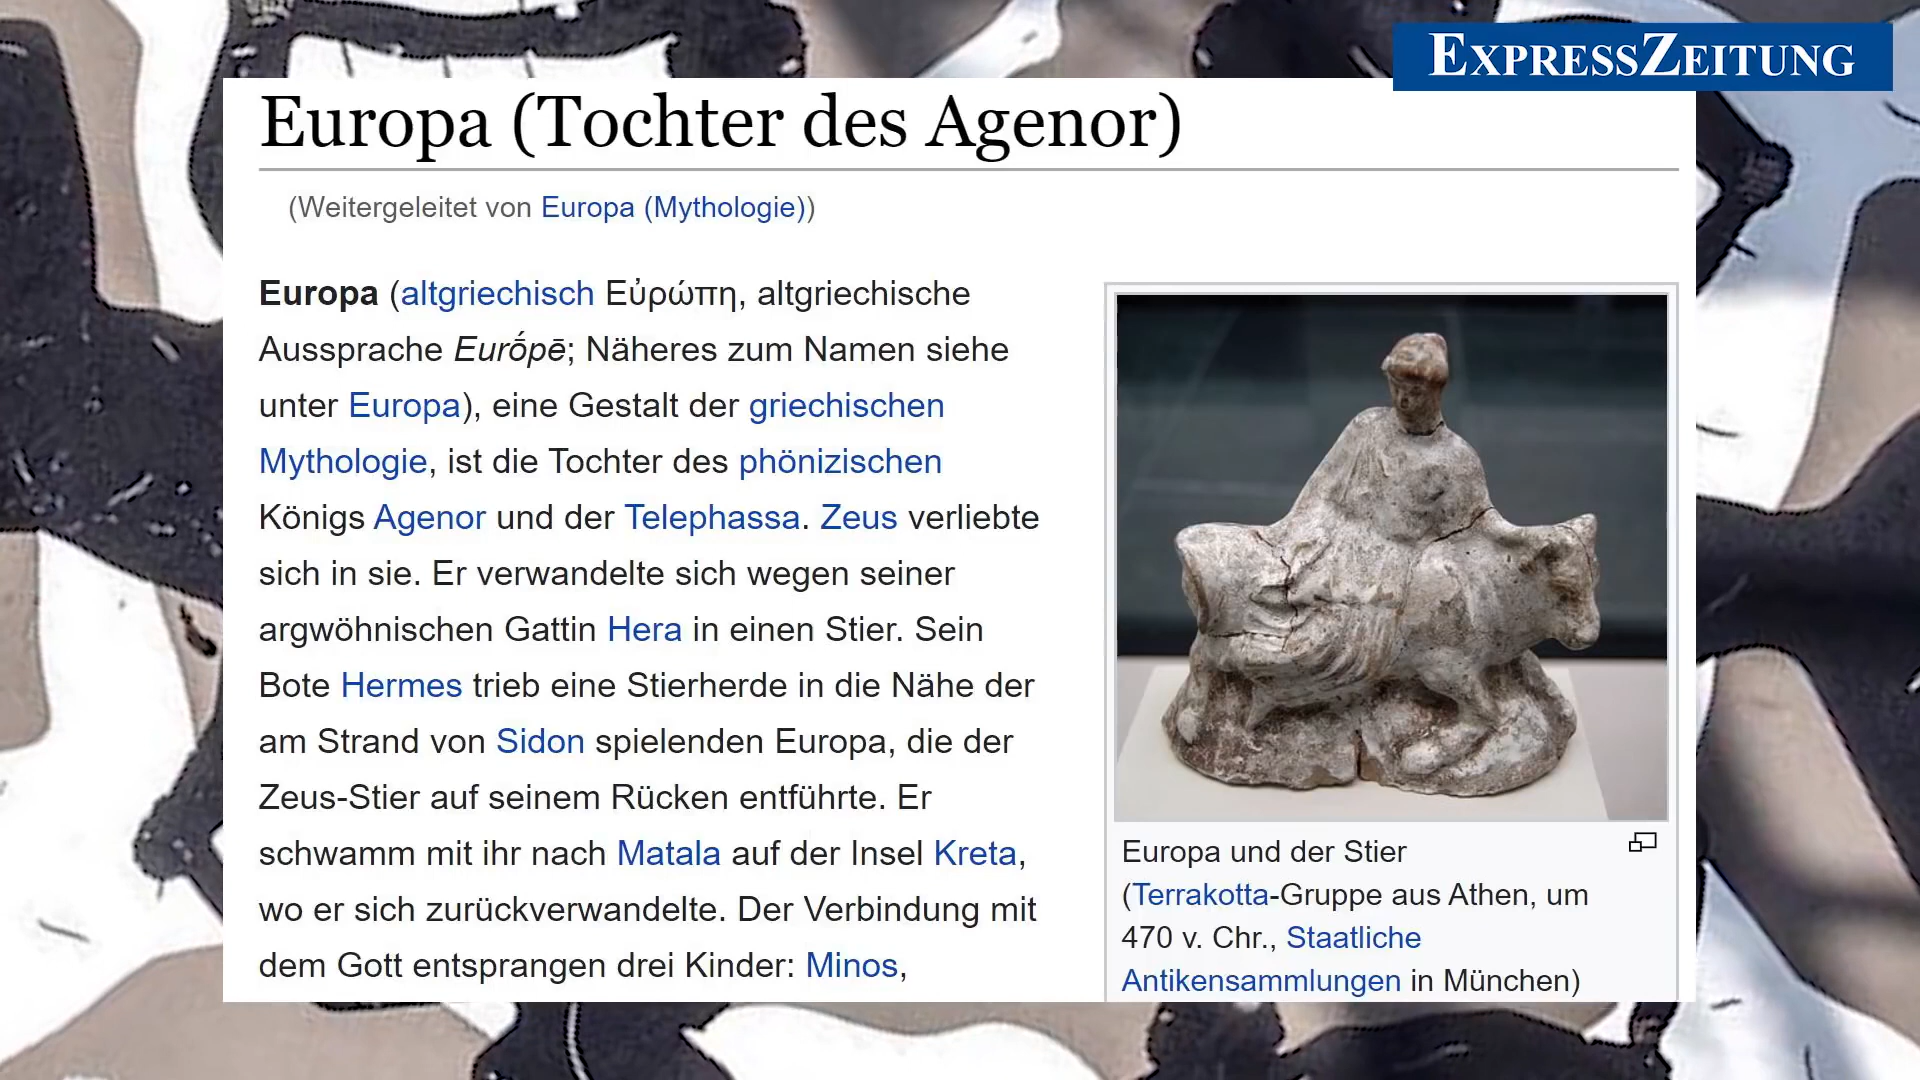 EXPRESSZEITUNG
Europa (Tochter des Agenor)
(Weitergeleitet von Europa (Mythologie))
Europa (altgriechisch Εὐρώπη, altgriechische
Aussprache Eurṓpē; Näheres zum Namen siehe
unter Europa), eine Gestalt der griechischen
Mythologie, ist die Tochter des phönizischen
Königs Agenor und der Telephassa. Zeus verliebte
sich in sie. Er verwandelte sich wegen seiner
argwöhnischen Gattin Hera in einen Stier. Sein
Bote Hermes trieb eine Stierherde in die Nähe der
am Strand von Sidon spielenden Europa, die der
Zeus-Stier auf seinem Rücken entführte. Er
schwamm mit ihr nach Matala auf der Insel Kreta,
wo er sich zurückverwandelte. Der Verbindung mit
dem Gott entsprangen drei Kinder: Minos,
Europa und der Stier
(Terrakotta-Gruppe aus Athen, um
470 v. Chr., Staatliche
Antikensammlungen in München)